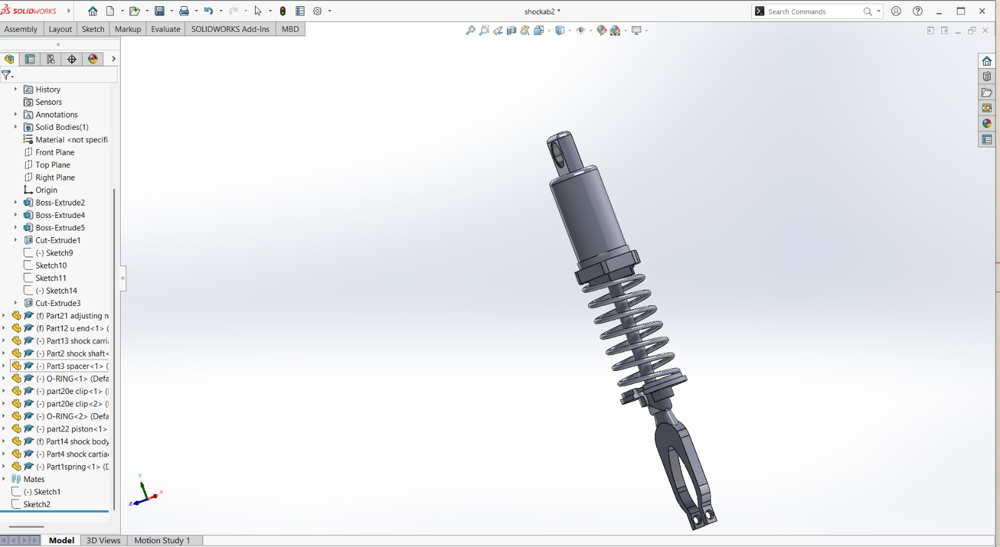 SOLIDWORKS
shockab2 *
Search Commands
Assembly
Layout
Sketch
Markup
Evaluate
SOLIDWORKS Add-Ins
MBD
History
Sensors
Annotations
Solid Bodies(1)
Material <not specifi
Front Plane
Top Plane
Right Plane
Origin
Boss-Extrude2
Boss-Extrude4
Boss-Extrude5
Cut-Extrude1
(-) Sketch9
Sketch10
Sketch11
(-) Sketch14
Cut-Extrude3
(f) Part21 adjusting n
(f) Part12 u end<1> (
(-) Part13 shock carri
(-) Part2 shock shaft<
(-) Part3 spacer<1> (
(-) O-RING<1> (Defa
(-) part20e clip<1> (
(-) part20e clip<2> (
(-) O-RING<2> (Defa
(-) part22 piston<1>
(f) Part14 shock body
(-) Part4 shock cartia
(-) Part1spring<1> (D
Mates
(-) Sketch1
Sketch2
Y
X
Z
Model
3D Views
Motion Study 1